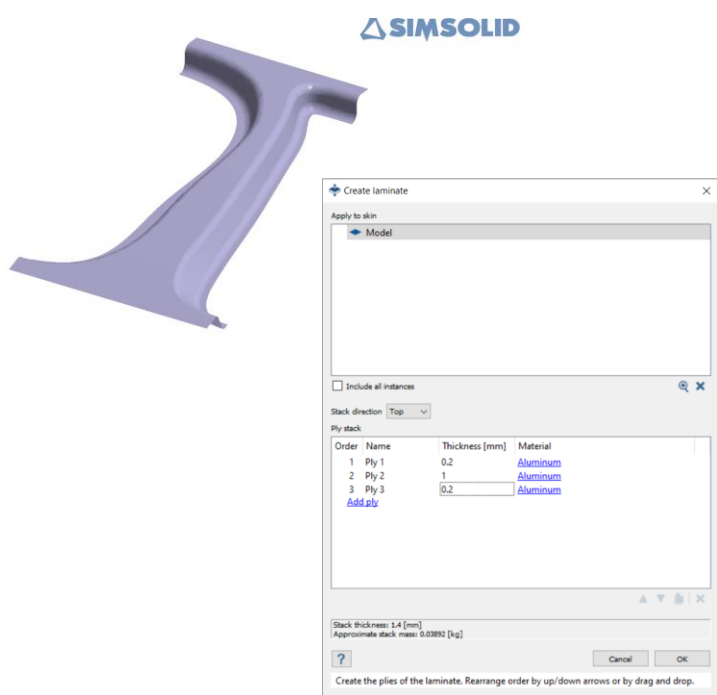 SIMSOLID
Create laminate
Apply to skin
Model
Include all instances
Stack direction Top
Ply stack
Order Name Thickness [mm] Material
1 Ply 1 0.2 Aluminum
2 Ply 2 1 Aluminum
3 Ply 3 0.2 Aluminum
Add ply
Stack thickness: 1.4 [mm]
Approximate stack mass: 0.03892 [kg]
? Cancel OK
Create the plies of the laminate. Rearrange order by up/down arrows or by drag and drop.